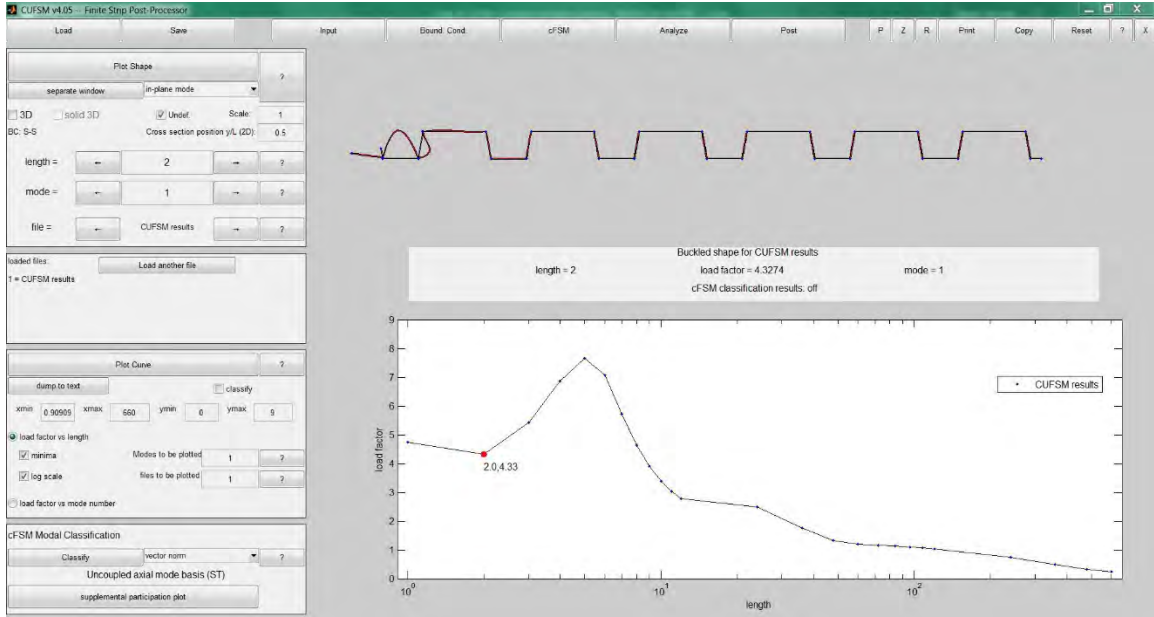 CUFSM v4.05 -- Finite Strip Post-Processor
Load Save Input Bound. Cond. cFSM Analyze Post P Z R Print Copy Reset ? X
Plot Shape ?
separate window in-plane mode
3D solid 3D Undef. Scale: 1
BC: S-S Cross section position y/L (2D): 0.5
length = ← 2 → ?
mode = ← 1 → ?
file = ← CUFSM results → ?
loaded files: Load another file
1 = CUFSM results
Plot Curve ?
dump to text classify
xmin 0.90909 xmax 660 ymin 0 ymax 9
load factor vs length
minima Modes to be plotted 1 ?
log scale files to be plotted 1 ?
load factor vs mode number
cFSM Modal Classification
Classify vector norm ?
Uncoupled axial mode basis (ST)
supplemental participation plot
Buckled shape for CUFSM results
length = 2 load factor = 4.3274 mode = 1
cFSM classification results: off
9
8
7
6
5
4
3
2
1
0
load factor
CUFSM results
2.0,4.33
10^0 10^1 10^2
length